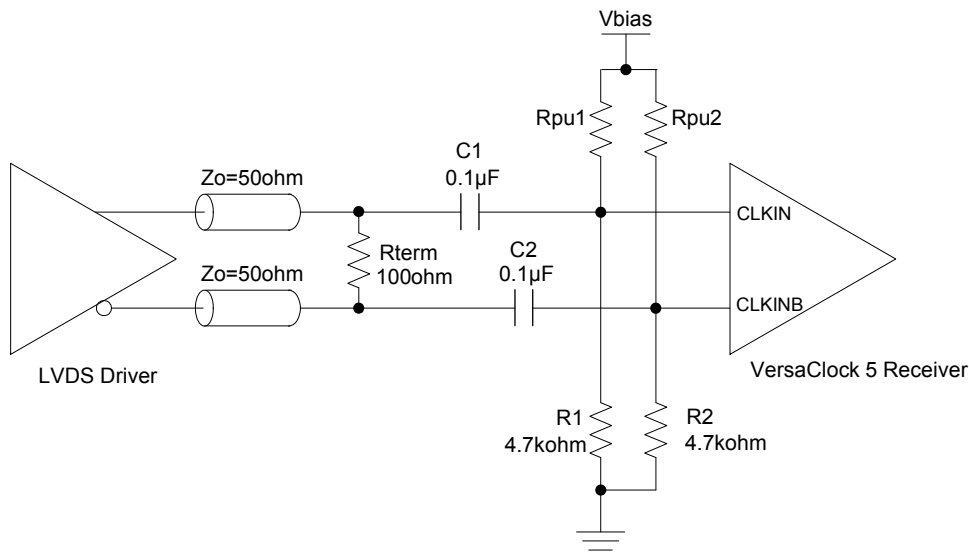 Vbias
Rpu1
Rpu2
C1
0.1µF
Zo=50ohm
CLKIN
Rterm
100ohm
C2
0.1µF
Zo=50ohm
CLKINB
LVDS Driver
VersaClock 5 Receiver
R1
4.7kohm
R2
4.7kohm